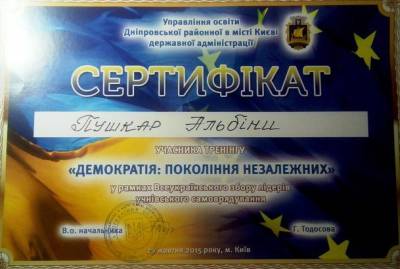 Управління освіти
Дніпровської районної в місті Києві
державної адміністрації
СЕРТИФІКАТ
Пушкар Альбіни
УЧАСНИКА ТРЕНІНГУ
«ДЕМОКРАТІЯ: ПОКОЛІННЯ НЕЗАЛЕЖНИХ»
у рамках Всеукраїнського збору лідерів
учнівського самоврядування
В.о. начальника
Г. Тодосова
жовтня 2015 року, м. Київ